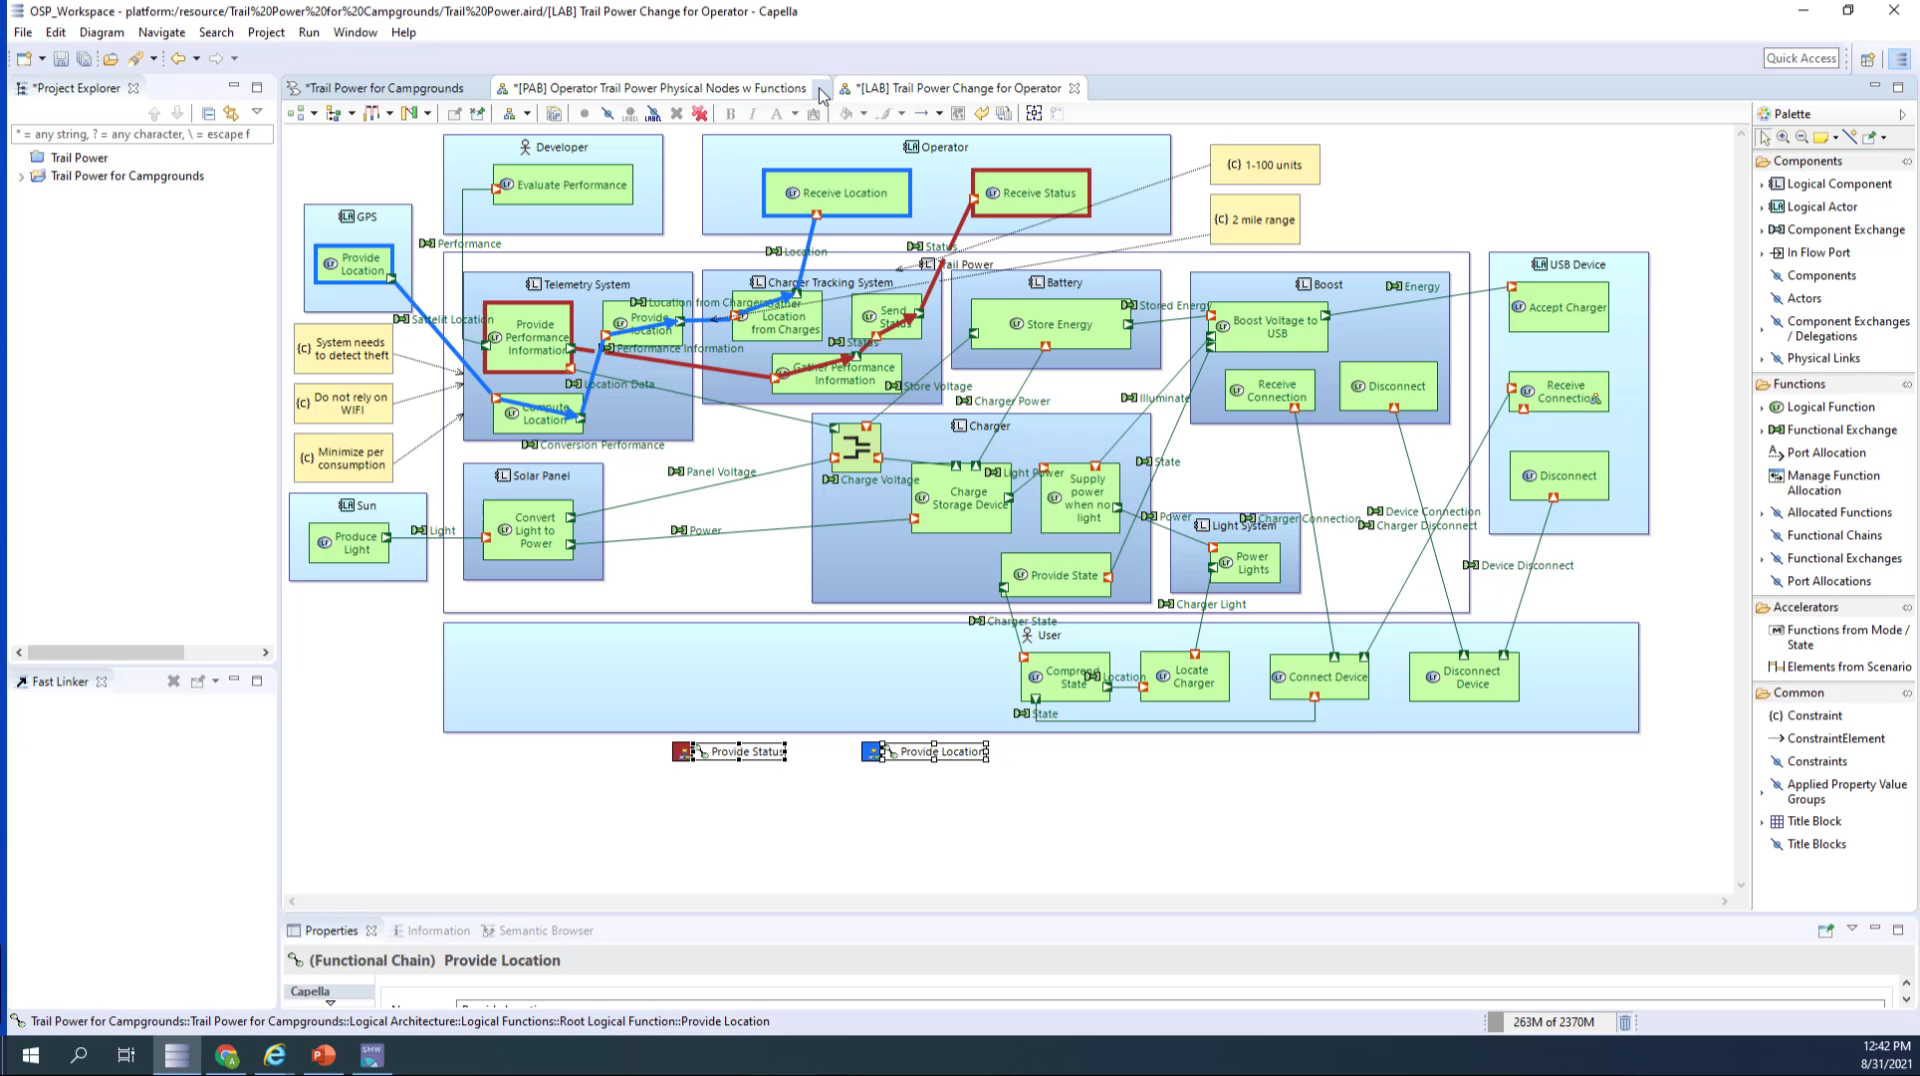 OSP_Workspace - platform:/resource/Trail%20Power%20for%20Campgrounds/Trail%20Power.aird/[LAB] Trail Power Change for Operator - Capella
File Edit Diagram Navigate Search Project Run Window Help
Quick Access
*Project Explorer
* = any string, ? = any character, \ = escape f
Trail Power
Trail Power for Campgrounds
Fast Linker
*Trail Power for Campgrounds
*[PAB] Operator Trail Power Physical Nodes w Functions
*[LAB] Trail Power Change for Operator
Developer
Evaluate Performance
Operator
Receive Location
Receive Status
(c) 1-100 units
(c) 2 mile range
GPS
Provide
Location
Performance
Location
Status
Trail Power
Telemetry System
Provide
Performance
Information
Location from Charger
Performance Information
Location Data
Conversion Performance
Charger Tracking System
Location
from Charges
Status
Gather Performance
Information
Store Voltage
Battery
Store Energy
Stored Energy
Boost
Energy
Boost Voltage to
USB
Receive
Connection
Disconnect
USB Device
Accept Charger
Receive
Connection
Disconnect
(c) System needs
to detect theft
(c) Do not rely on
WIFI
(c) Minimize per
consumption
Charger Power
Illuminate
Charger
Charge Voltage
Charge
Storage Device
Light Power
Supply
power when no
light
State
Power
Provide State
Solar Panel
Convert
Light to
Power
Panel Voltage
Power
Sun
Produce
Light
Light
Light System
Power
Lights
Charger Connection
Device Connection
Charger Disconnect
Device Disconnect
Charger Light
Charger State
User
State
Location
Locate
Charger
Connect Device
Disconnect
Device
State
Provide Status
Provide Location
Palette
Components
Logical Component
Logical Actor
Component Exchange
In Flow Port
Components
Actors
Component Exchanges
/ Delegations
Physical Links
Functions
Logical Function
Functional Exchange
Port Allocation
Manage Function
Allocation
Allocated Functions
Functional Chains
Functional Exchanges
Port Allocations
Accelerators
Functions from Mode /
State
Elements from Scenario
Common
Constraint
ConstraintElement
Constraints
Applied Property Value
Groups
Title Block
Title Blocks
Properties
Information
Semantic Browser
(Functional Chain) Provide Location
Capella
Trail Power for Campgrounds::Trail Power for Campgrounds::Logical Architecture::Logical Functions::Root Logical Function::Provide Location
263M of 2370M
12:42 PM
8/31/2021